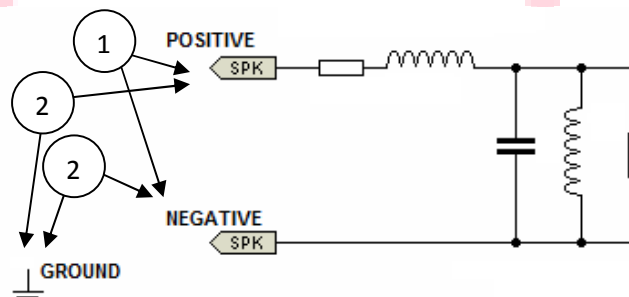 1
POSITIVE
SPK
2
2
NEGATIVE
SPK
GROUND